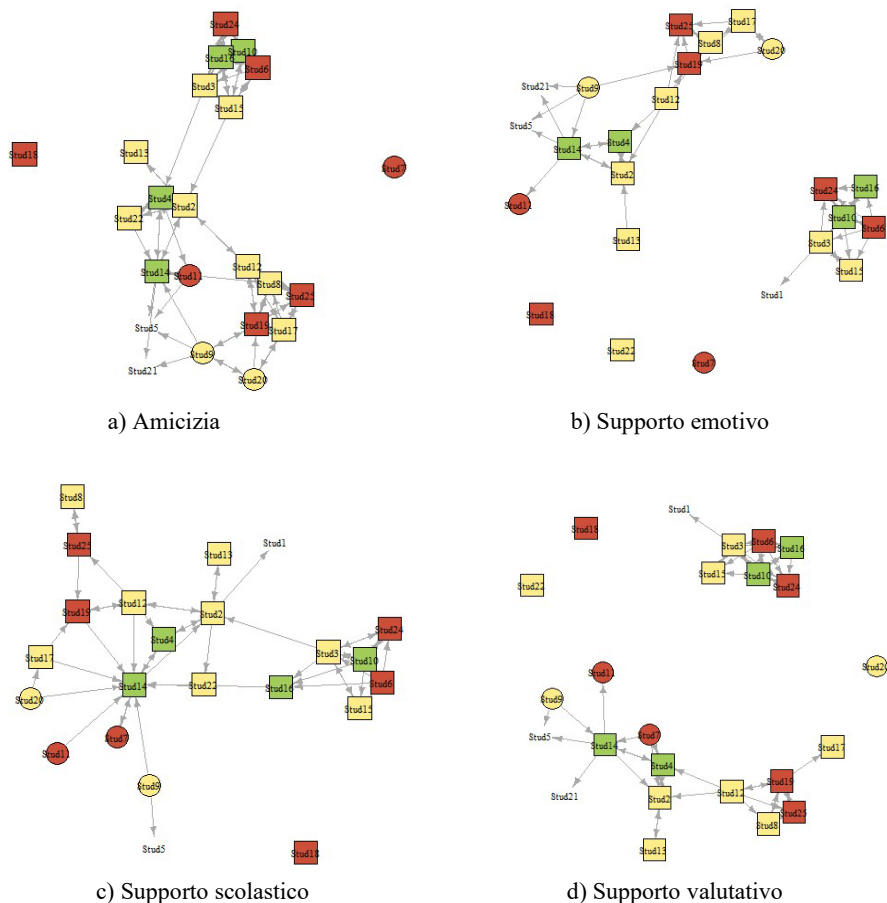 Stud24
Stud10
Stud16
Stud6
Stud3
Stud15
Stud18
Stud13
Stud7
Stud4
Stud2
Stud22
Stud12
Stud14
Stud11
Stud8
Stud25
Stud5
Stud19
Stud17
Stud9
Stud21
Stud20
a) Amicizia
Stud17
Stud25
Stud8
Stud20
Stud19
Stud21
Stud9
Stud12
Stud5
Stud4
Stud14
Stud2
Stud24
Stud16
Stud11
Stud10
Stud6
Stud13
Stud3
Stud15
Stud1
Stud18
Stud22
Stud7
b) Supporto emotivo
Stud8
Stud25
Stud13
Stud1
Stud12
Stud19
Stud2
Stud24
Stud4
Stud3
Stud17
Stud10
Stud14
Stud22
Stud16
Stud6
Stud20
Stud15
Stud7
Stud11
Stud9
Stud5
Stud18
c) Supporto scolastico
Stud1
Stud18
Stud3
Stud6
Stud16
Stud15
Stud10
Stud22
Stud24
Stud20
Stud11
Stud9
Stud5
Stud7
Stud14
Stud17
Stud4
Stud19
Stud21
Stud2
Stud12
Stud25
Stud8
Stud13
d) Supporto valutativo